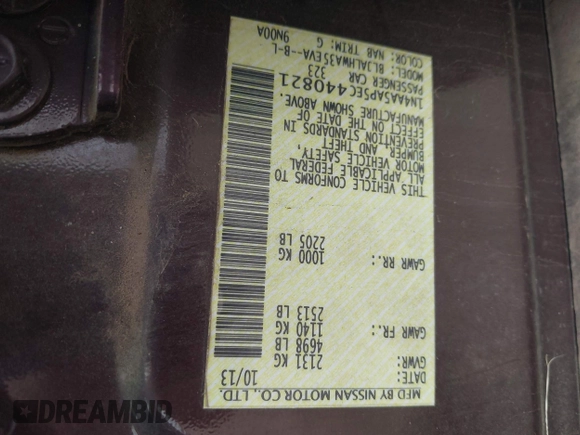 MFD BY NISSAN MOTOR CO., LTD.
DATE: 10/13
GVWR: 2131 KG
4698 LB
GAWR FR.: 1140 KG
2513 LB
GAWR RR.: 1000 KG
2205 LB
THIS VEHICLE CONFORMS TO
ALL APPLICABLE FEDERAL
MOTOR VEHICLE SAFETY,
BUMPER AND THEFT
PREVENTION STANDARDS IN
EFFECT ON THE DATE OF
MANUFACTURE SHOWN ABOVE.
1N4AA5AP5EC440821
PASSENGER CAR 323
MODEL: BLJALHWA35EVA--B-L
COLOR: NAB TRIM: G 9N00A
DREAMBID